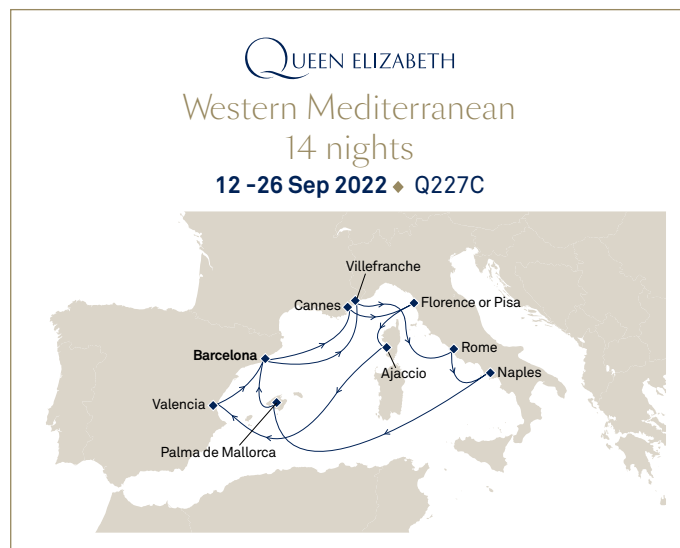 QUEEN ELIZABETH
Western Mediterranean
14 nights
12 -26 Sep 2022 ◆ Q227C
Villefranche
Cannes
Florence or Pisa
Barcelona
Rome
Ajaccio
Naples
Valencia
Palma de Mallorca